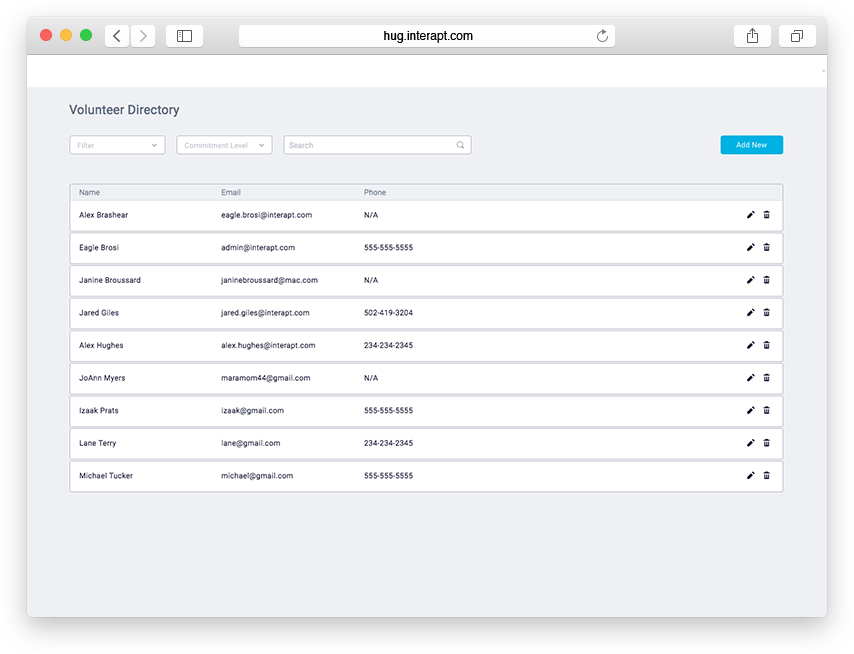 hug.interapt.com
Volunteer Directory
Filter Commitment Level Search Add New
Name Email Phone
Alex Brashear eagle.brosi@interapt.com N/A
Eagle Brosi admin@interapt.com 555-555-5555
Janine Broussard janinebroussard@mac.com N/A
Jared Giles jared.giles@interapt.com 502-419-3204
Alex Hughes alex.hughes@interapt.com 234-234-2345
JoAnn Myers maramom44@gmail.com N/A
Izaak Prats izaak@gmail.com 555-555-5555
Lane Terry lane@gmail.com 234-234-2345
Michael Tucker michael@gmail.com 555-555-5555